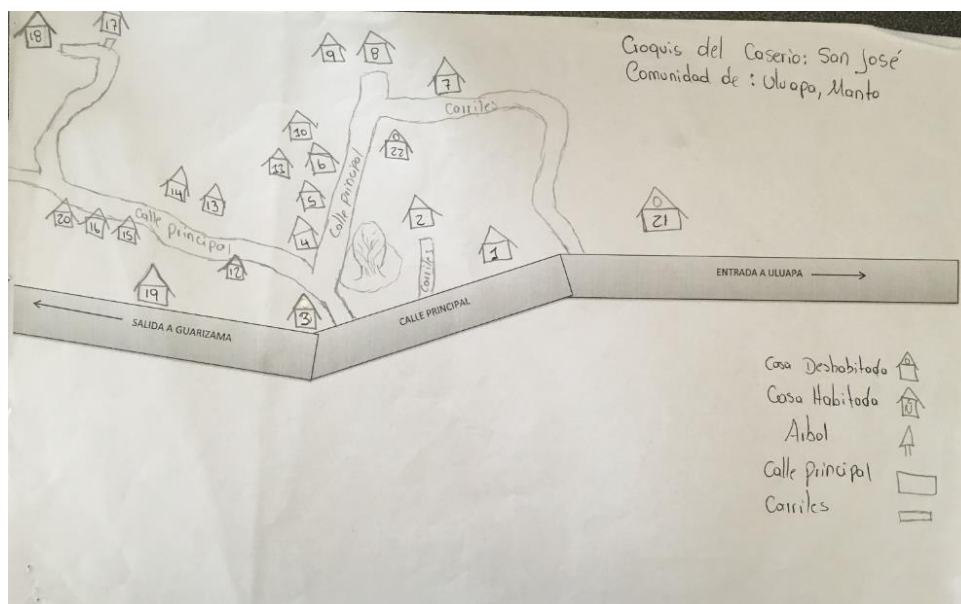 Croquis del Caserio: San José
Comunidad de : Uluapa, Manto
18
17
9
8
7
Carriles
10
22
11
6
14
13
5
Calle principal
2
21
20
16
15
Calle principal
4
1
12
Carriles
19
3
ENTRADA A ULUAPA
CALLE PRINCIPAL
SALIDA A GUARIZAMA
Casa Deshabitada
Casa Habitada
N
Arbol
Calle principal
Carriles